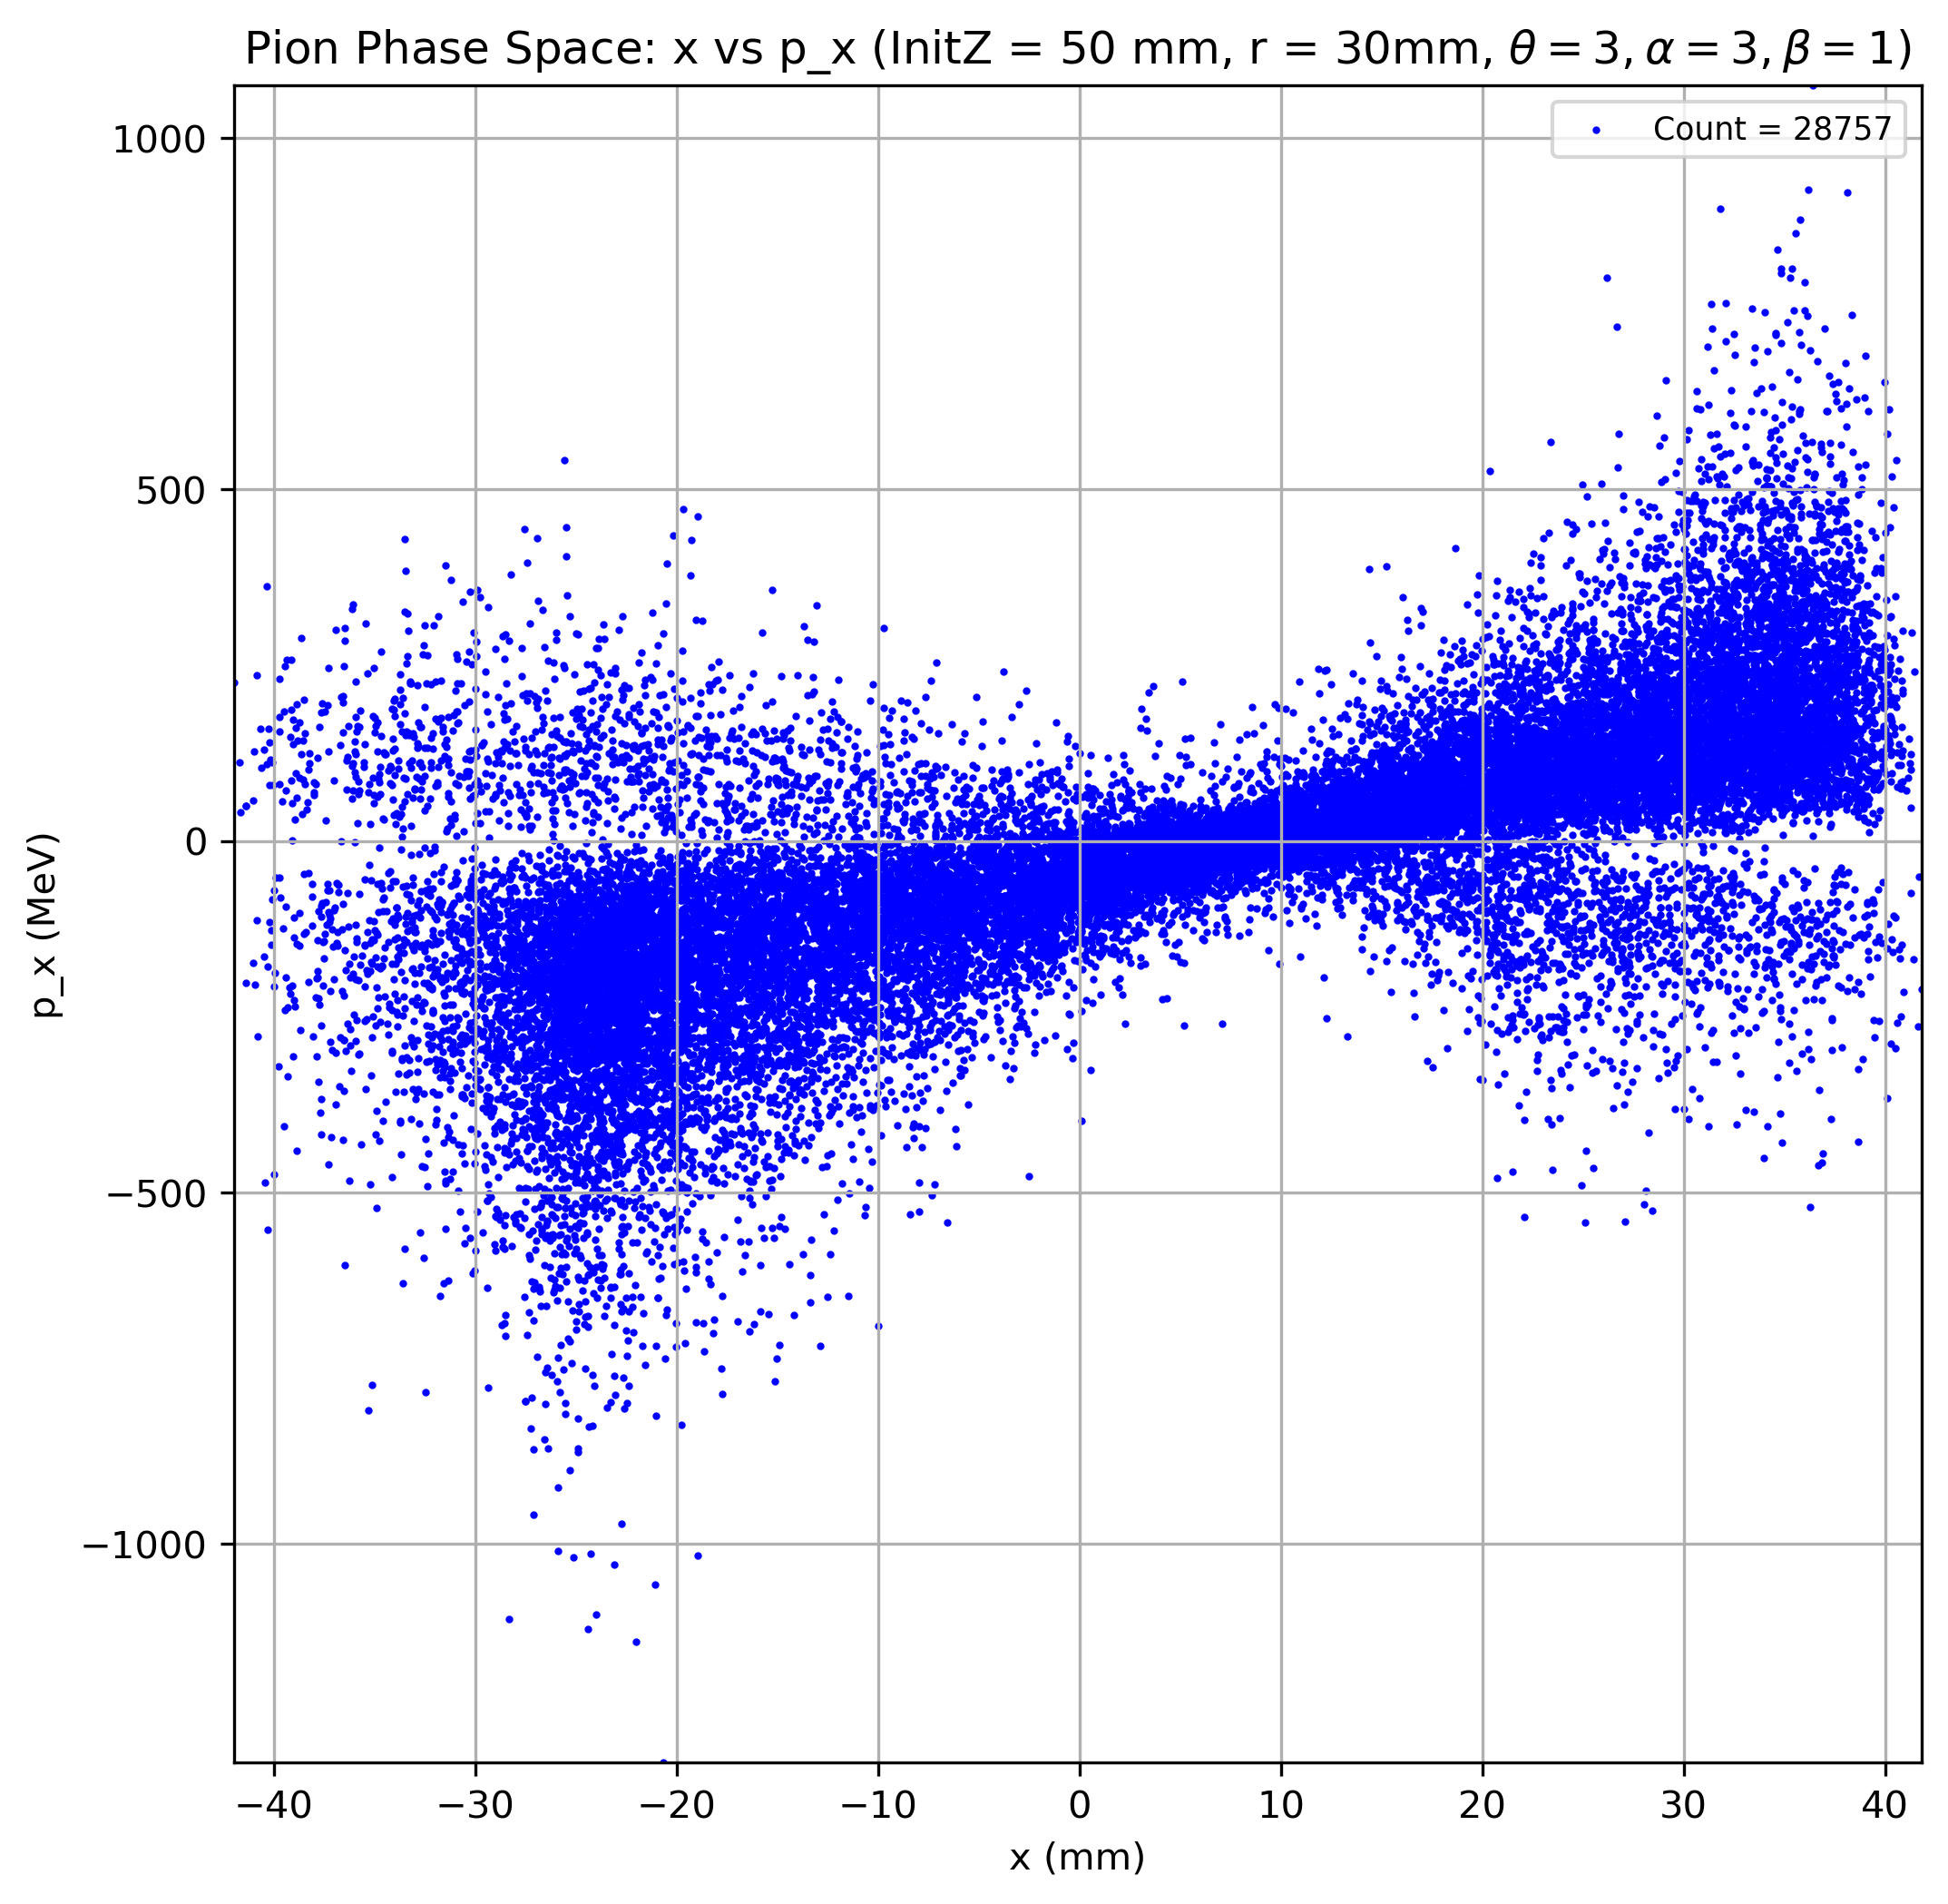 Pion Phase Space: x vs p_x (InitZ = 50 mm, r = 30mm, θ = 3, α = 3, β = 1)
Count = 28757
1000
500
0
−500
−1000
p_x (MeV)
−40 −30 −20 −10 0 10 20 30 40
x (mm)